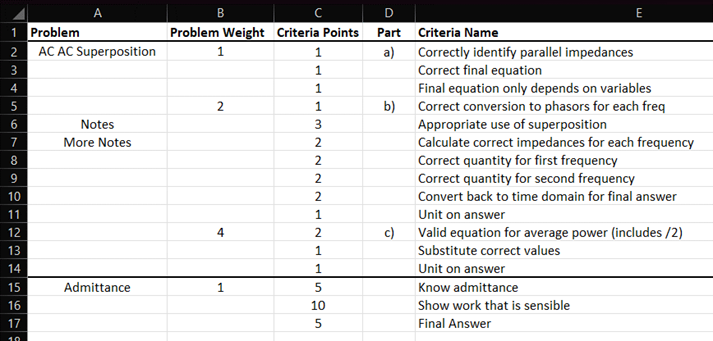 A B C D E
1 Problem Problem Weight Criteria Points Part Criteria Name
2 AC AC Superposition 1 1 a) Correctly identify parallel impedances
3 1 Correct final equation
4 1 Final equation only depends on variables
5 2 1 b) Correct conversion to phasors for each freq
6 Notes 3 Appropriate use of superposition
7 More Notes 2 Calculate correct impedances for each frequency
8 2 Correct quantity for first frequency
9 2 Correct quantity for second frequency
10 2 Convert back to time domain for final answer
11 1 Unit on answer
12 4 2 c) Valid equation for average power (includes /2)
13 1 Substitute correct values
14 1 Unit on answer
15 Admittance 1 5 Know admittance
16 10 Show work that is sensible
17 5 Final Answer
18